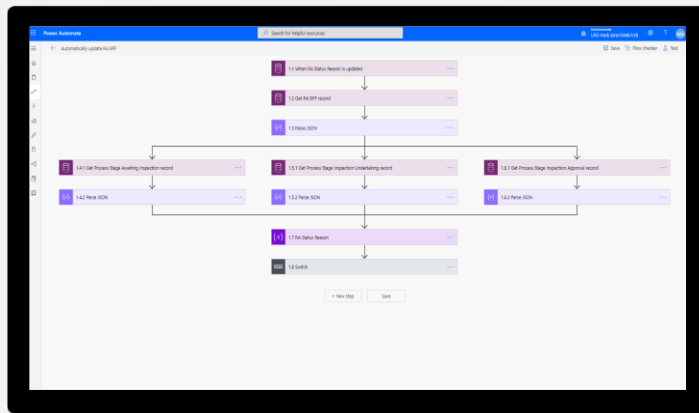 Power Automate
Search for helpful resources
Environments
Automatically update RA BPF
Save
Flow checker
Test
1.1 When RA Status Reason is updated
1.2 Get RA BPF record
1.3 Parse JSON
1.4.1 Get Process Stage Awaiting Inspection record
1.5.1 Get Process Stage Inspection Undertaking record
1.6.1 Get Process Stage Inspection Approval record
1.4.2 Parse JSON
1.5.2 Parse JSON
1.6.2 Parse JSON
1.7 RA Status Reason
1.8 Switch
+ New step
Save